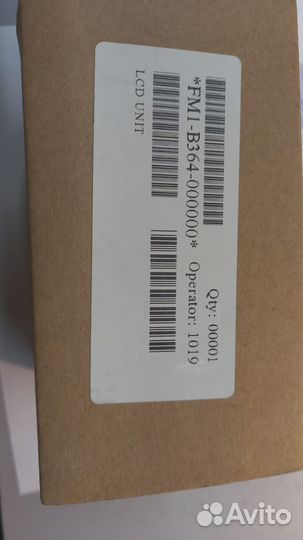 Qty: 00001
*FM1-B364-000000* Operator: 1019
LCD UNIT
Avito